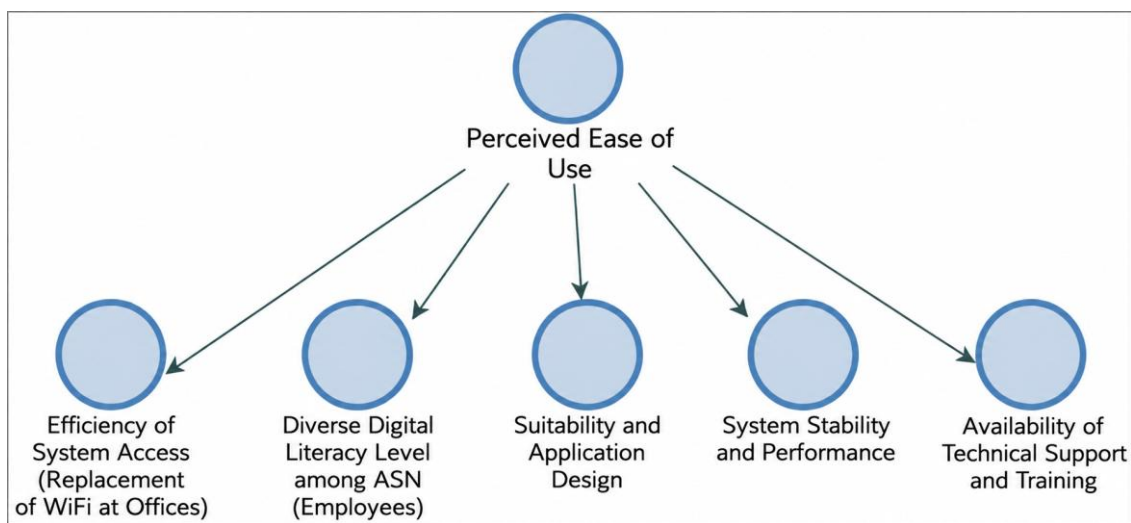 Perceived Ease of
Use
Efficiency of
System Access
(Replacement
of WiFi at Offices)
Diverse Digital
Literacy Level
among ASN
(Employees)
Suitability and
Application
Design
System Stability
and Performance
Availability of
Technical Support
and Training